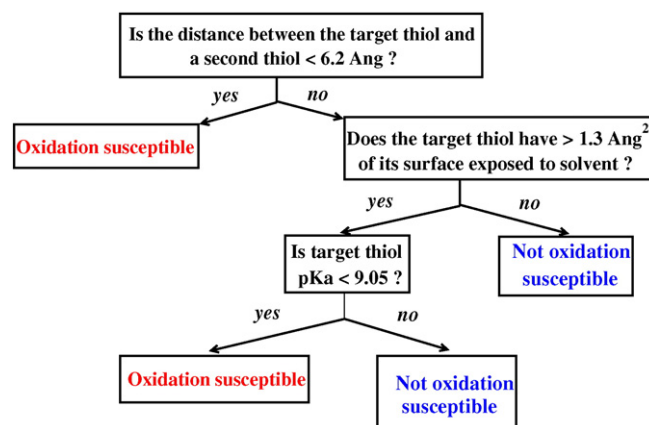 Is the distance between the target thiol and
a second thiol < 6.2 Ang ?
yes
no
Oxidation susceptible
Does the target thiol have > 1.3 Ang²
of its surface exposed to solvent ?
yes
no
Is target thiol
pKa < 9.05 ?
Not oxidation
susceptible
yes
no
Oxidation susceptible
Not oxidation
susceptible